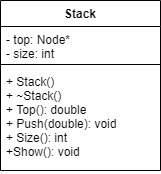 Stack
- top: Node*
- size: int
+ Stack()
+ ~Stack()
+ Top(): double
+ Push(double): void
+ Size(): int
+Show(): void